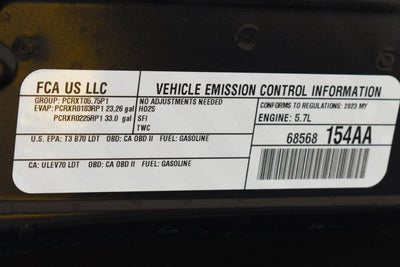 FCA US LLC
VEHICLE EMISSION CONTROL INFORMATION
GROUP: PCRXT05.75P1
EVAP: PCRXR0183RP1 23,26 gal
PCRXR0225RP1 33.0 gal
NO ADJUSTMENTS NEEDED
HO2S
SFI
TWC
CONFORMS TO REGULATIONS: 2023 MY
ENGINE: 5.7L
68568 154AA
U.S. EPA: T3 B70 LDT OBD: CA OBD II FUEL: GASOLINE
CA: ULEV70 LDT OBD: CA OBD II FUEL: GASOLINE